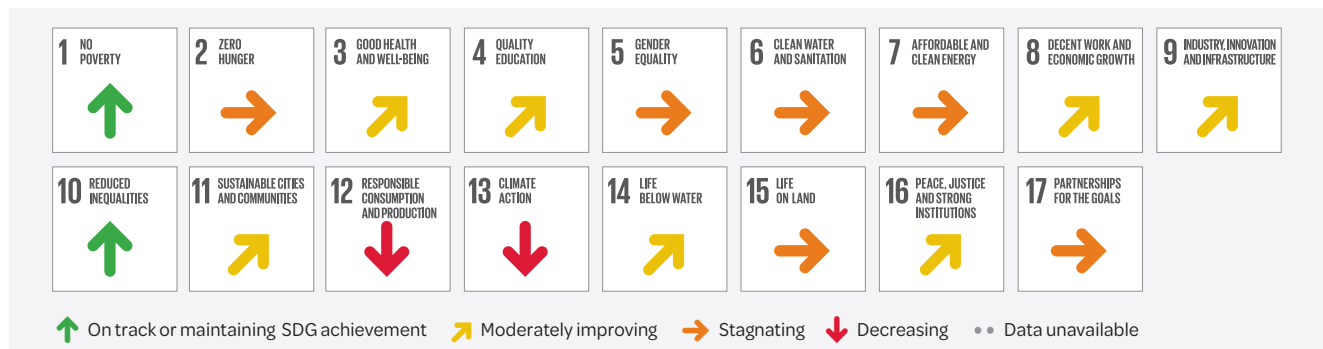 1 NO
POVERTY
2 ZERO
HUNGER
3 GOOD HEALTH
AND WELL-BEING
4 QUALITY
EDUCATION
5 GENDER
EQUALITY
6 CLEAN WATER
AND SANITATION
7 AFFORDABLE AND
CLEAN ENERGY
8 DECENT WORK AND
ECONOMIC GROWTH
9 INDUSTRY, INNOVATION
AND INFRASTRUCTURE
10 REDUCED
INEQUALITIES
11 SUSTAINABLE CITIES
AND COMMUNITIES
12 RESPONSIBLE
CONSUMPTION
AND PRODUCTION
13 CLIMATE
ACTION
14 LIFE
BELOW WATER
15 LIFE
ON LAND
16 PEACE, JUSTICE
AND STRONG
INSTITUTIONS
17 PARTNERSHIPS
FOR THE GOALS
On track or maintaining SDG achievement
Moderately improving
Stagnating
Decreasing
Data unavailable